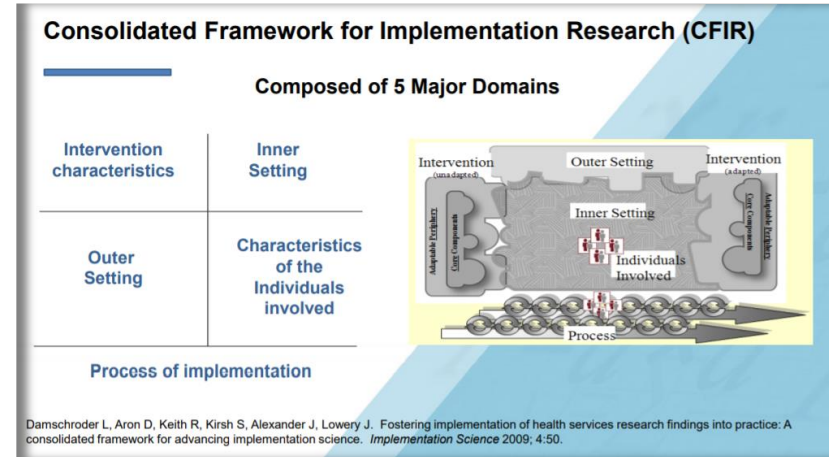 Consolidated Framework for Implementation Research (CFIR)
Composed of 5 Major Domains
Intervention
characteristics
Inner
Setting
Outer
Setting
Characteristics
of the
Individuals
involved
Process of implementation
Intervention
(unadapted)
Outer Setting
Intervention
(adapted)
Adaptable Periphery
Core Components
Inner Setting
Individuals
Involved
Core Components
Adaptable Periphery
Process
Damschroder L, Aron D, Keith R, Kirsh S, Alexander J, Lowery J. Fostering implementation of health services research findings into practice: A
consolidated framework for advancing implementation science. Implementation Science 2009; 4:50.